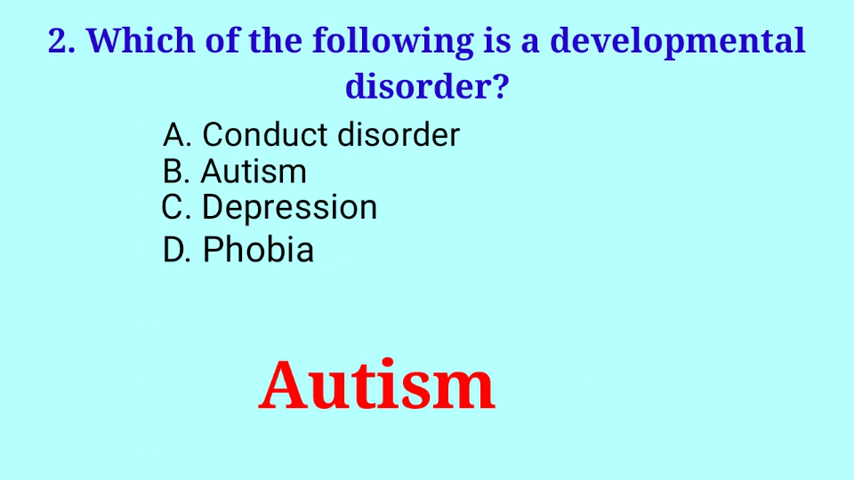 2. Which of the following is a developmental
disorder?
A. Conduct disorder
B. Autism
C. Depression
D. Phobia
Autism